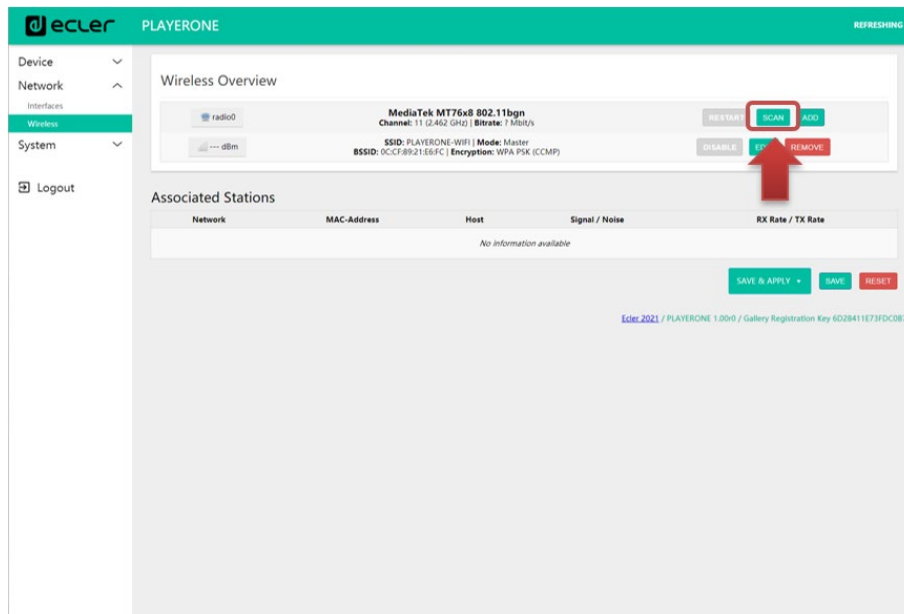 ecler PLAYERONE REFRESHING
Device
Network
Interfaces
Wireless
System
Logout
Wireless Overview
radio0 MediaTek MT76x8 802.11bgn RESTART SCAN ADD
Channel: 11 (2.462 GHz) | Bitrate: ? Mbit/s
--- dBm SSID: PLAYERONE-WIFI | Mode: Master DISABLE REMOVE
BSSID: 0C:CF:89:21:E6:FC | Encryption: WPA PSK (CCMP)
Associated Stations
Network MAC-Address Host Signal / Noise RX Rate / TX Rate
No information available
SAVE & APPLY SAVE RESET
Ecler 2021 / PLAYERONE 1.00r0 / Gallery Registration Key